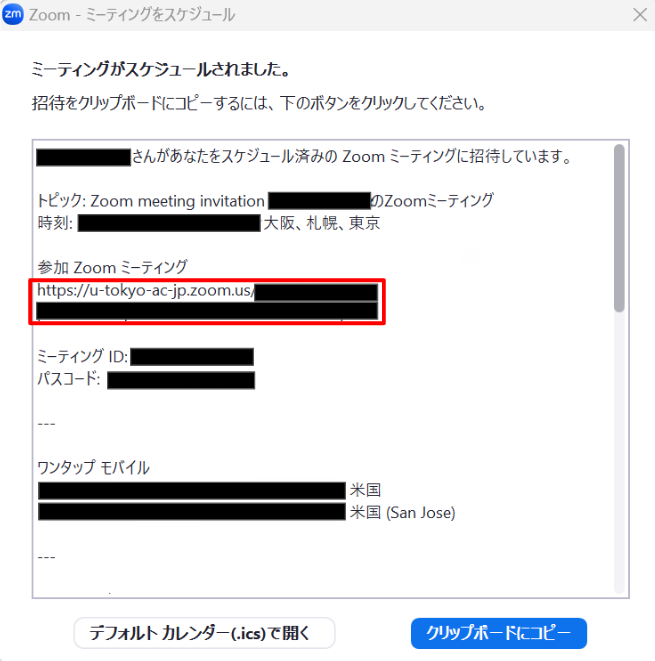 zm Zoom - ミーティングをスケジュール
ミーティングがスケジュールされました。
招待をクリップボードにコピーするには、下のボタンをクリックしてください。
さんがあなたをスケジュール済みの Zoom ミーティングに招待しています。
トピック: Zoom meeting invitation のZoomミーティング
時刻: 大阪、札幌、東京
参加 Zoom ミーティング
https://u-tokyo-ac-jp.zoom.us/
ミーティング ID:
パスコード:
---
ワンタップ モバイル
米国
米国 (San Jose)
---
デフォルト カレンダー(.ics)で開く
クリップボードにコピー